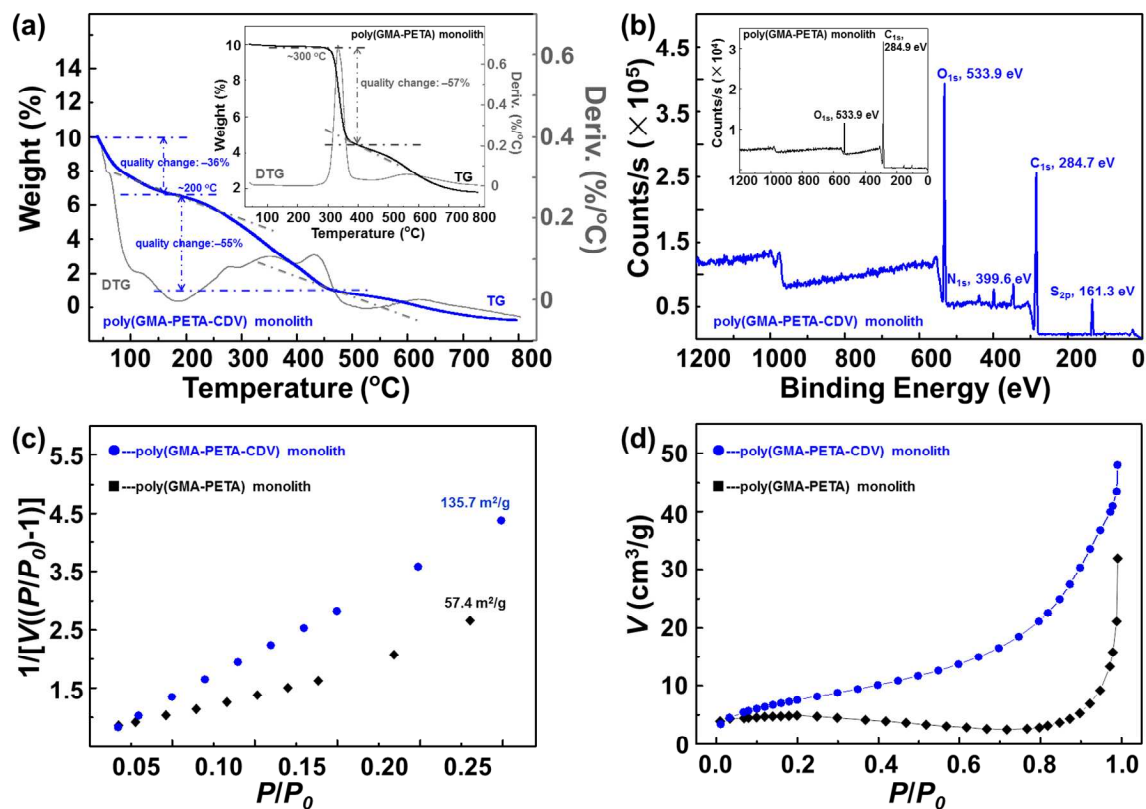 (a)
poly(GMA-PETA) monolith
~300 °C
quality change: –57%
DTG
TG
10
8
6
4
2
Weight (%)
0.6
0.4
0.2
0
Deriv. (%/°C)
0 100 200 300 400 500 600 700 800
Temperature (°C)
16
14
12
10
8
6
4
2
0
Weight (%)
0.6
0.4
0.2
0
Deriv. (%/°C)
quality change: –36%
~200 °C
quality change:–55%
DTG
TG
poly(GMA-PETA-CDV) monolith
100 200 300 400 500 600 700 800
Temperature (°C)
(b)
poly(GMA-PETA) monolith
C1s,
284.9 eV
O1s, 533.9 eV
3
2
1
Counts/s (×10⁴)
1200 1000 800 600 400 200 0
O1s, 533.9 eV
C1s, 284.7 eV
N1s, 399.6 eV
S2p, 161.3 eV
4.0
3.0
2.0
1.0
0.0
Counts/s (×10⁵)
poly(GMA-PETA-CDV) monolith
1200 1000 800 600 400 200 0
Binding Energy (eV)
(c)
---poly(GMA-PETA-CDV) monolith
---poly(GMA-PETA) monolith
135.7 m²/g
57.4 m²/g
5.5
4.5
3.5
2.5
1.5
1/[V((P/P0)-1)]
0.05 0.10 0.15 0.20 0.25
P/P0
(d)
---poly(GMA-PETA-CDV) monolith
---poly(GMA-PETA) monolith
50
40
30
20
10
0
V (cm³/g)
0.0 0.2 0.4 0.6 0.8 1.0
P/P0